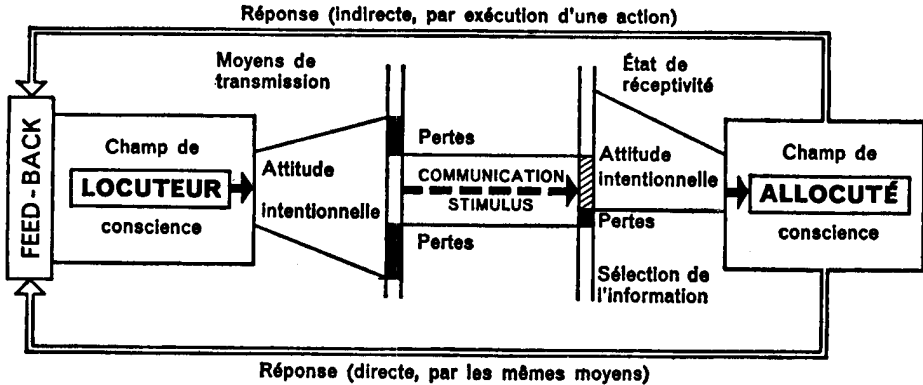 Réponse (indirecte, par exécution d'une action)
Moyens de
transmission
État de
réceptivité
FEED-BACK
Champ de
LOCUTEUR
conscience
Attitude
intentionnelle
Pertes
COMMUNICATION
STIMULUS
Pertes
Attitude
intentionnelle
Pertes
Sélection de
l'information
Champ de
ALLOCUTÉ
conscience
Réponse (directe, par les mêmes moyens)